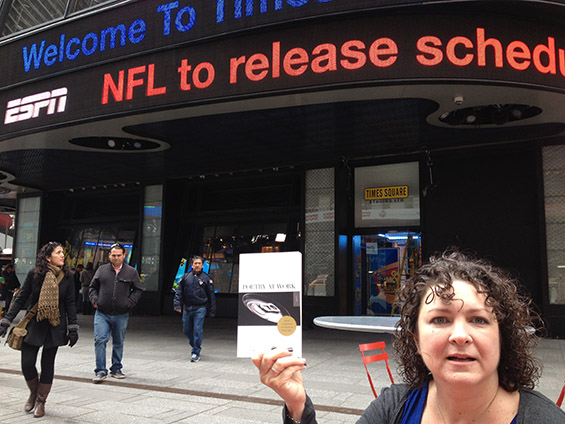 Welcome To Times
ESPN
NFL to release schedu
TIMES SQUARE
POETRY AT WORK